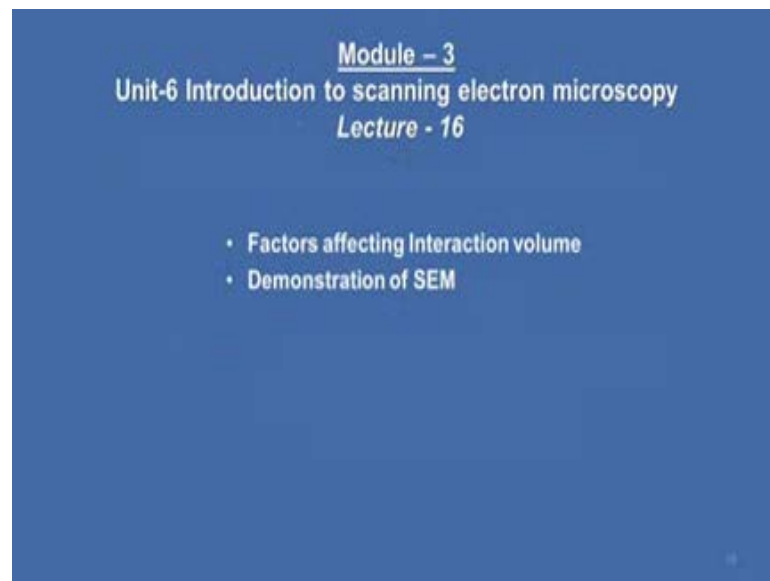 Module – 3
Unit-6 Introduction to scanning electron microscopy
Lecture - 16
• Factors affecting Interaction volume
• Demonstration of SEM